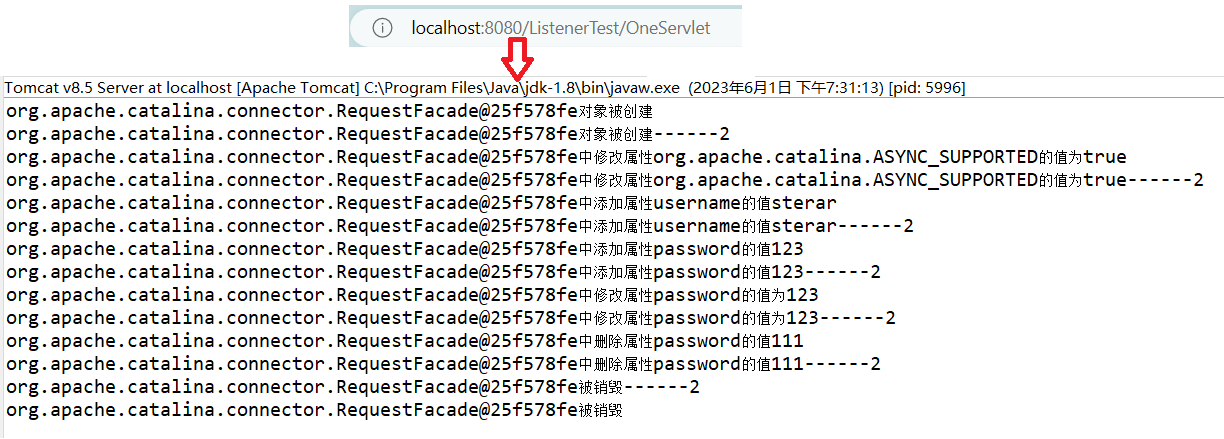 localhost:8080/ListenerTest/OneServlet
Tomcat v8.5 Server at localhost [Apache Tomcat] C:\Program Files\Java\jdk-1.8\bin\javaw.exe  (2023年6月1日 下午7:31:13) [pid: 5996]
org.apache.catalina.connector.RequestFacade@25f578fe对象被创建
org.apache.catalina.connector.RequestFacade@25f578fe对象被创建------2
org.apache.catalina.connector.RequestFacade@25f578fe中修改属性org.apache.catalina.ASYNC_SUPPORTED的值为true
org.apache.catalina.connector.RequestFacade@25f578fe中修改属性org.apache.catalina.ASYNC_SUPPORTED的值为true------2
org.apache.catalina.connector.RequestFacade@25f578fe中添加属性username的值sterar
org.apache.catalina.connector.RequestFacade@25f578fe中添加属性username的值sterar------2
org.apache.catalina.connector.RequestFacade@25f578fe中添加属性password的值123
org.apache.catalina.connector.RequestFacade@25f578fe中添加属性password的值123------2
org.apache.catalina.connector.RequestFacade@25f578fe中修改属性password的值为123
org.apache.catalina.connector.RequestFacade@25f578fe中修改属性password的值为123------2
org.apache.catalina.connector.RequestFacade@25f578fe中删除属性password的值111
org.apache.catalina.connector.RequestFacade@25f578fe中删除属性password的值111------2
org.apache.catalina.connector.RequestFacade@25f578fe被销毁------2
org.apache.catalina.connector.RequestFacade@25f578fe被销毁